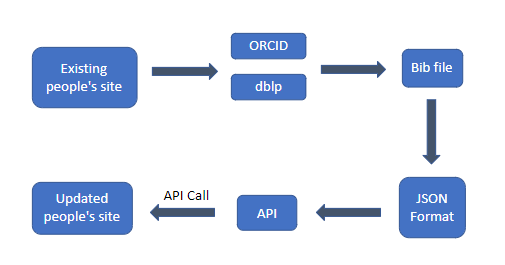 Existing
people's site
ORCID
dblp
Bib file
JSON
Format
API
API Call
Updated
people's site